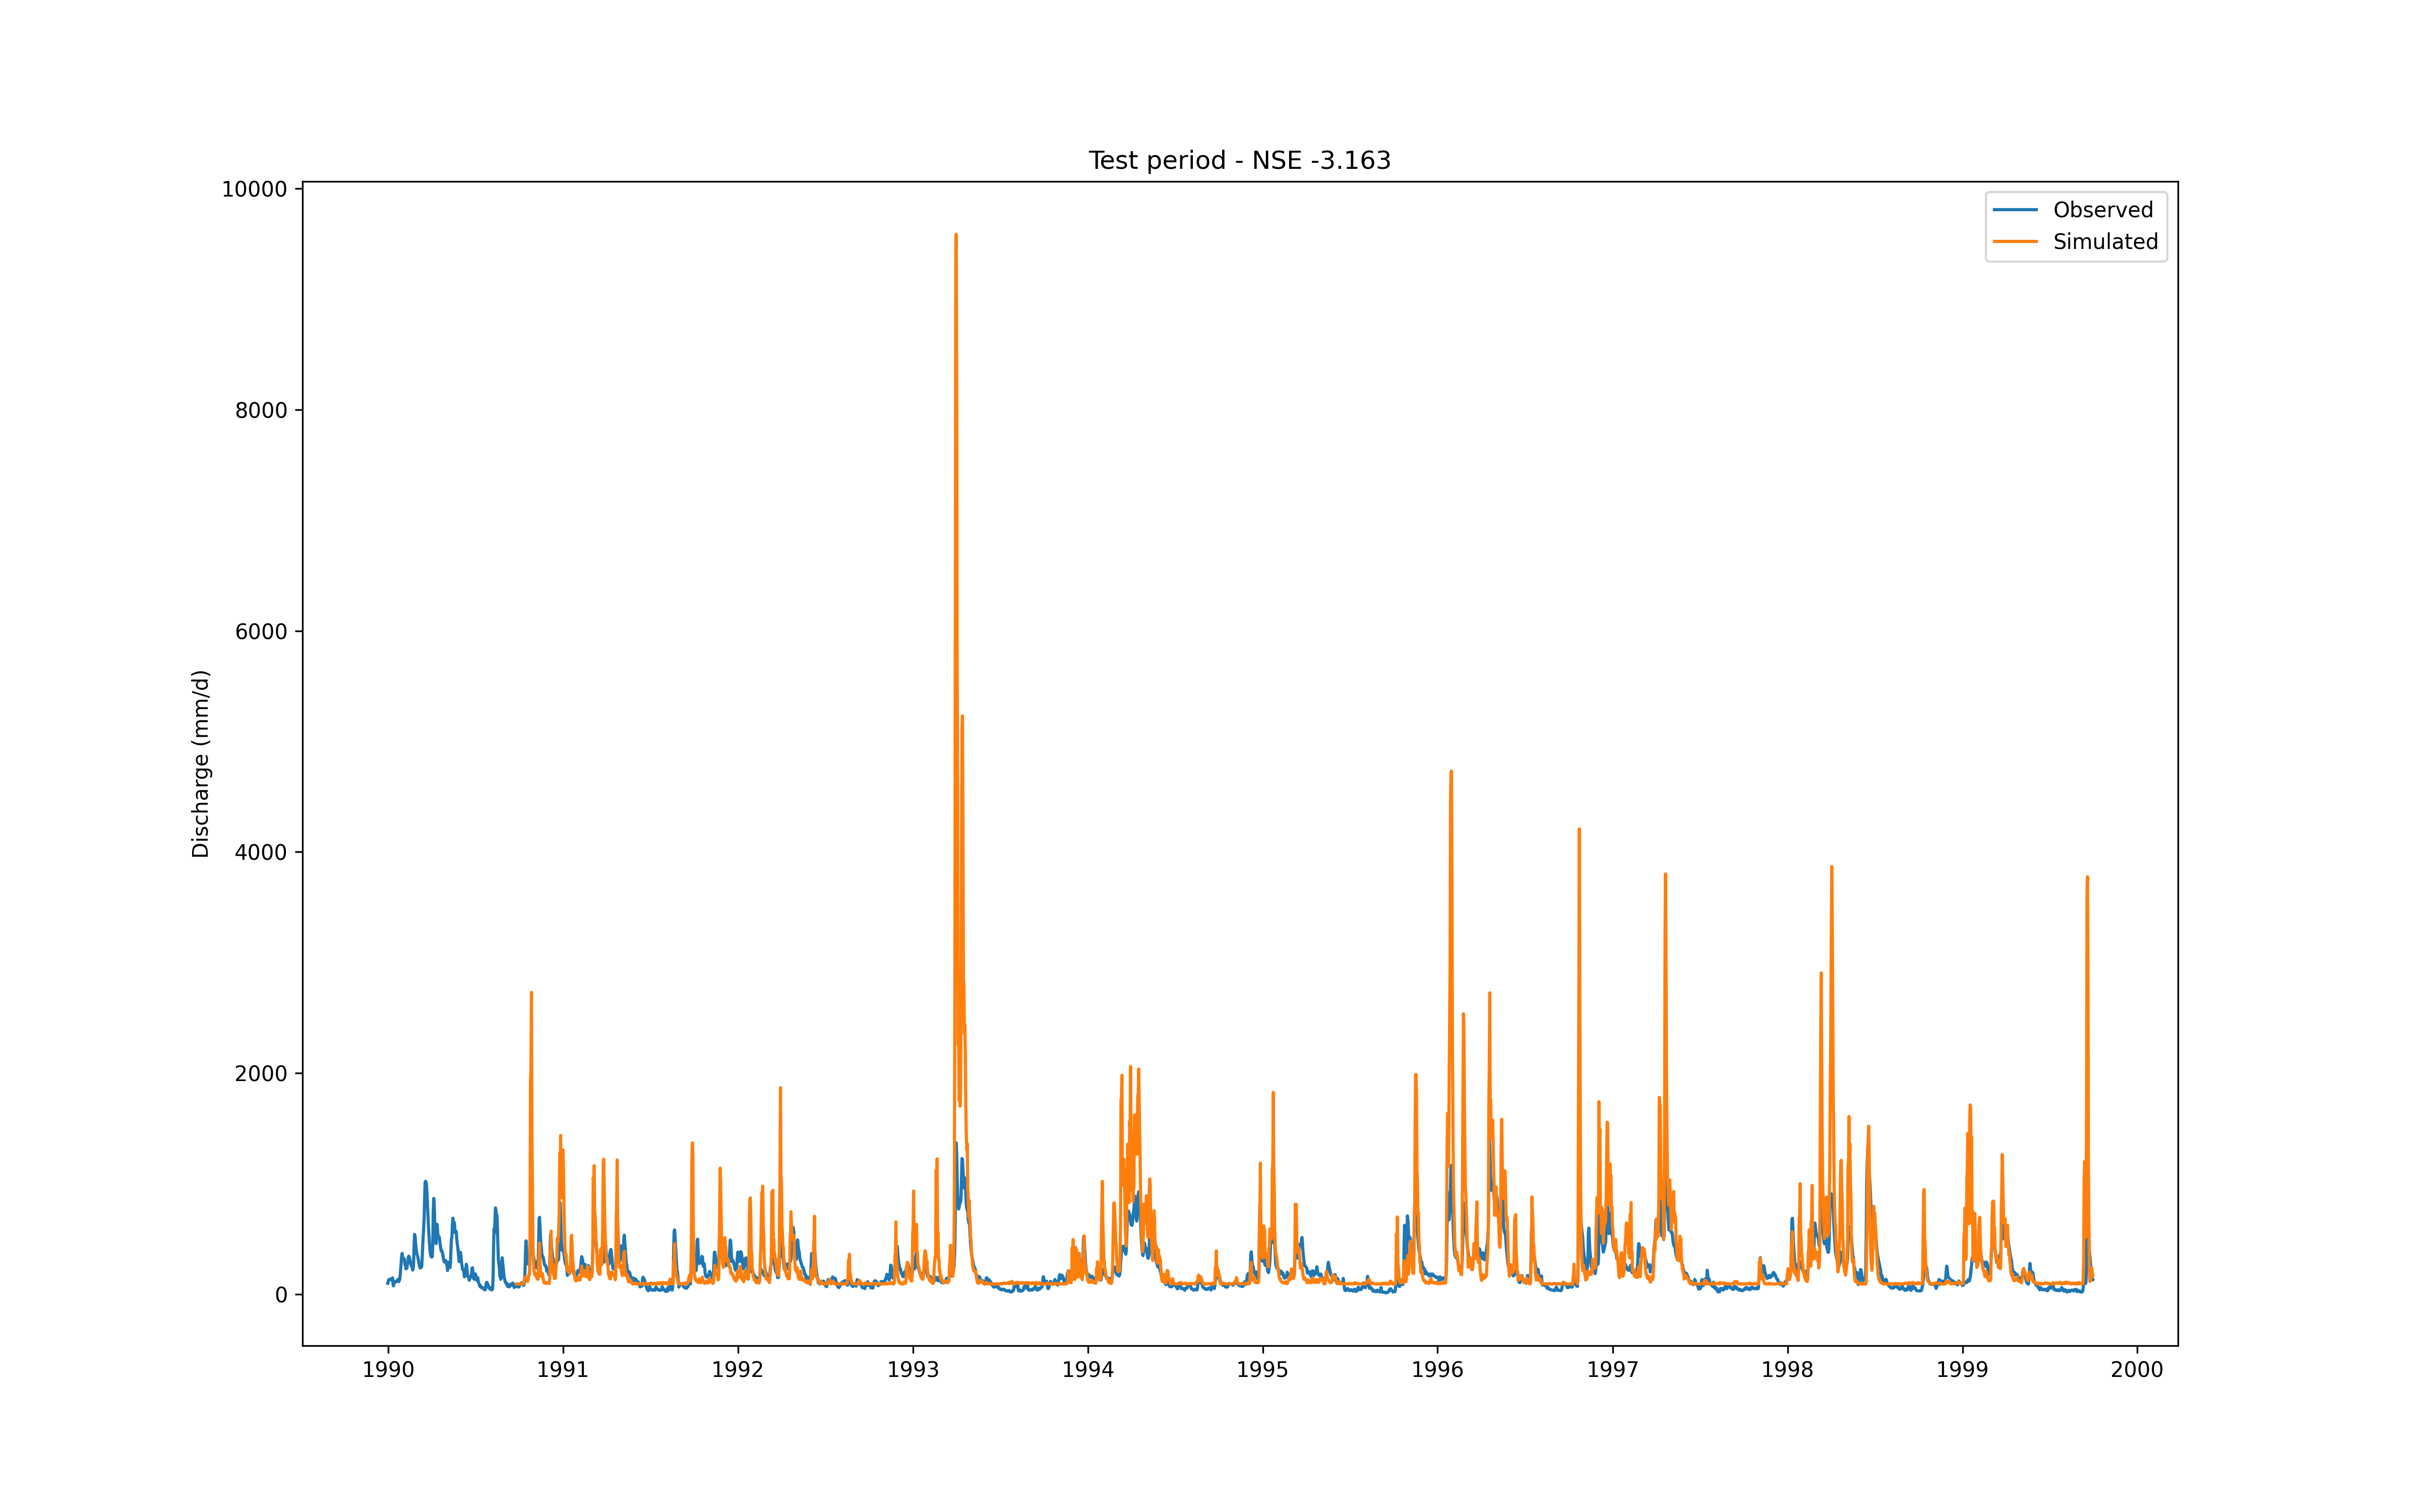 Test period - NSE -3.163
10000
8000
6000
4000
2000
0
Discharge (mm/d)
Observed
Simulated
1990 1991 1992 1993 1994 1995 1996 1997 1998 1999 2000